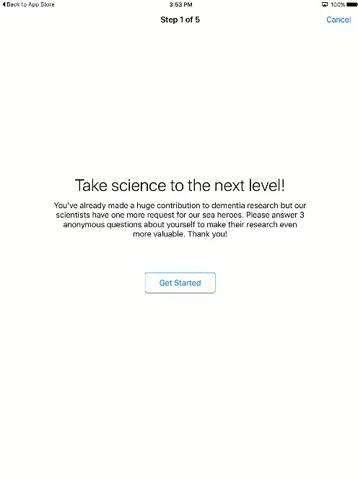 Back to App Store
3:53 PM
100%
Step 1 of 5
Cancel
Take science to the next level!
You've already made a huge contribution to dementia research but our
scientists have one more request for our sea heroes. Please answer 3
anonymous questions about yourself to make their research even
more valuable. Thank you!
Get Started